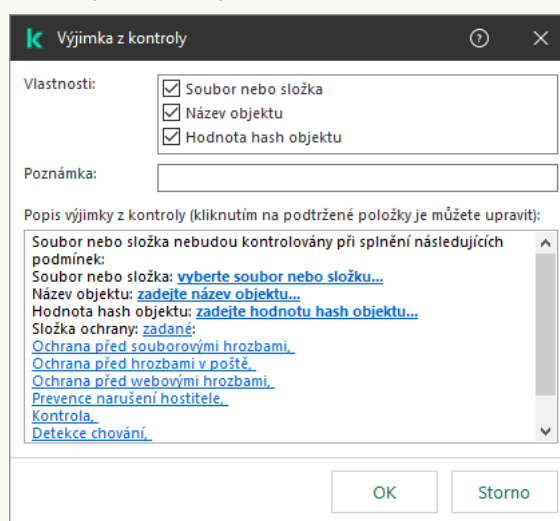 Výjimka z kontroly
Vlastnosti:
Soubor nebo složka
Název objektu
Hodnota hash objektu
Poznámka:
Popis výjimky z kontroly (kliknutím na podtržené položky je můžete upravit):
Soubor nebo složka nebudou kontrolovány při splnění následujících
podmínek:
Soubor nebo složka: vyberte soubor nebo složku...
Název objektu: zadejte název objektu...
Hodnota hash objektu: zadejte hodnotu hash objektu...
Složka ochrany: zadané:
Ochrana před souborovými hrozbami,
Ochrana před hrozbami v poště,
Ochrana před webovými hrozbami,
Prevence narušení hostitele,
Kontrola,
Detekce chování,
OK
Storno